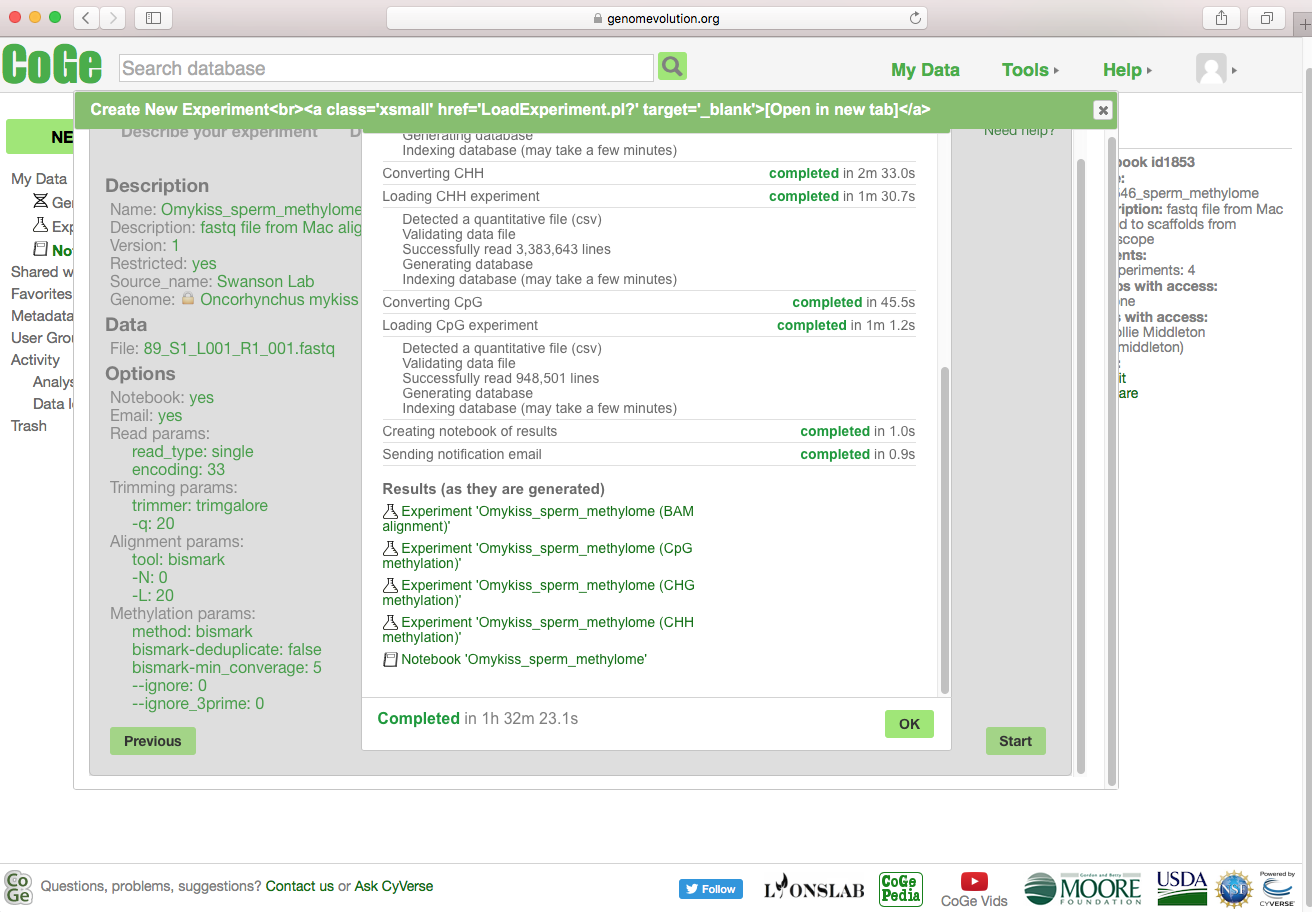 genomevolution.org
CoGe
Search database
My Data
Tools
Help
Create New Experiment<br><a class='xsmall' href='LoadExperiment.pl?' target='_blank'>[Open in new tab]</a>
NE
My Data
Ge
Exp
No
Shared w
Favorites
Metadata
User Gro
Activity
Analys
Data l
Trash
Describe your experiment
D
Need help?
Description
Name: Omykiss_sperm_methylome
Description: fastq file from Mac alig
Version: 1
Restricted: yes
Source_name: Swanson Lab
Genome: Oncorhynchus mykiss
Data
File: 89_S1_L001_R1_001.fastq
Options
Notebook: yes
Email: yes
Read params:
read_type: single
encoding: 33
Trimming params:
trimmer: trimgalore
-q: 20
Alignment params:
tool: bismark
-N: 0
-L: 20
Methylation params:
method: bismark
bismark-deduplicate: false
bismark-min_converage: 5
--ignore: 0
--ignore_3prime: 0
Previous
Generating database
Indexing database (may take a few minutes)
Converting CHH completed in 2m 33.0s
Loading CHH experiment completed in 1m 30.7s
Detected a quantitative file (csv)
Validating data file
Successfully read 3,383,643 lines
Generating database
Indexing database (may take a few minutes)
Converting CpG completed in 45.5s
Loading CpG experiment completed in 1m 1.2s
Detected a quantitative file (csv)
Validating data file
Successfully read 948,501 lines
Generating database
Indexing database (may take a few minutes)
Creating notebook of results completed in 1.0s
Sending notification email completed in 0.9s
Results (as they are generated)
Experiment 'Omykiss_sperm_methylome (BAM
alignment)'
Experiment 'Omykiss_sperm_methylome (CpG
methylation)'
Experiment 'Omykiss_sperm_methylome (CHG
methylation)'
Experiment 'Omykiss_sperm_methylome (CHH
methylation)'
Notebook 'Omykiss_sperm_methylome'
Completed in 1h 32m 23.1s
OK
Start
book id1853
:
46_sperm_methylome
ription: fastq file from Mac
d to scaffolds from
scope
ents:
periments: 4
ps with access:
one
s with access:
ollie Middleton
middleton)
:
it
are
CoGe
Questions, problems, suggestions? Contact us or Ask CyVerse
Follow
LYONSLAB
CoGe
Pedia
CoGe Vids
Gordon and Betty
MOORE
FOUNDATION
USDA
NSF
Powered by
CYVERSE